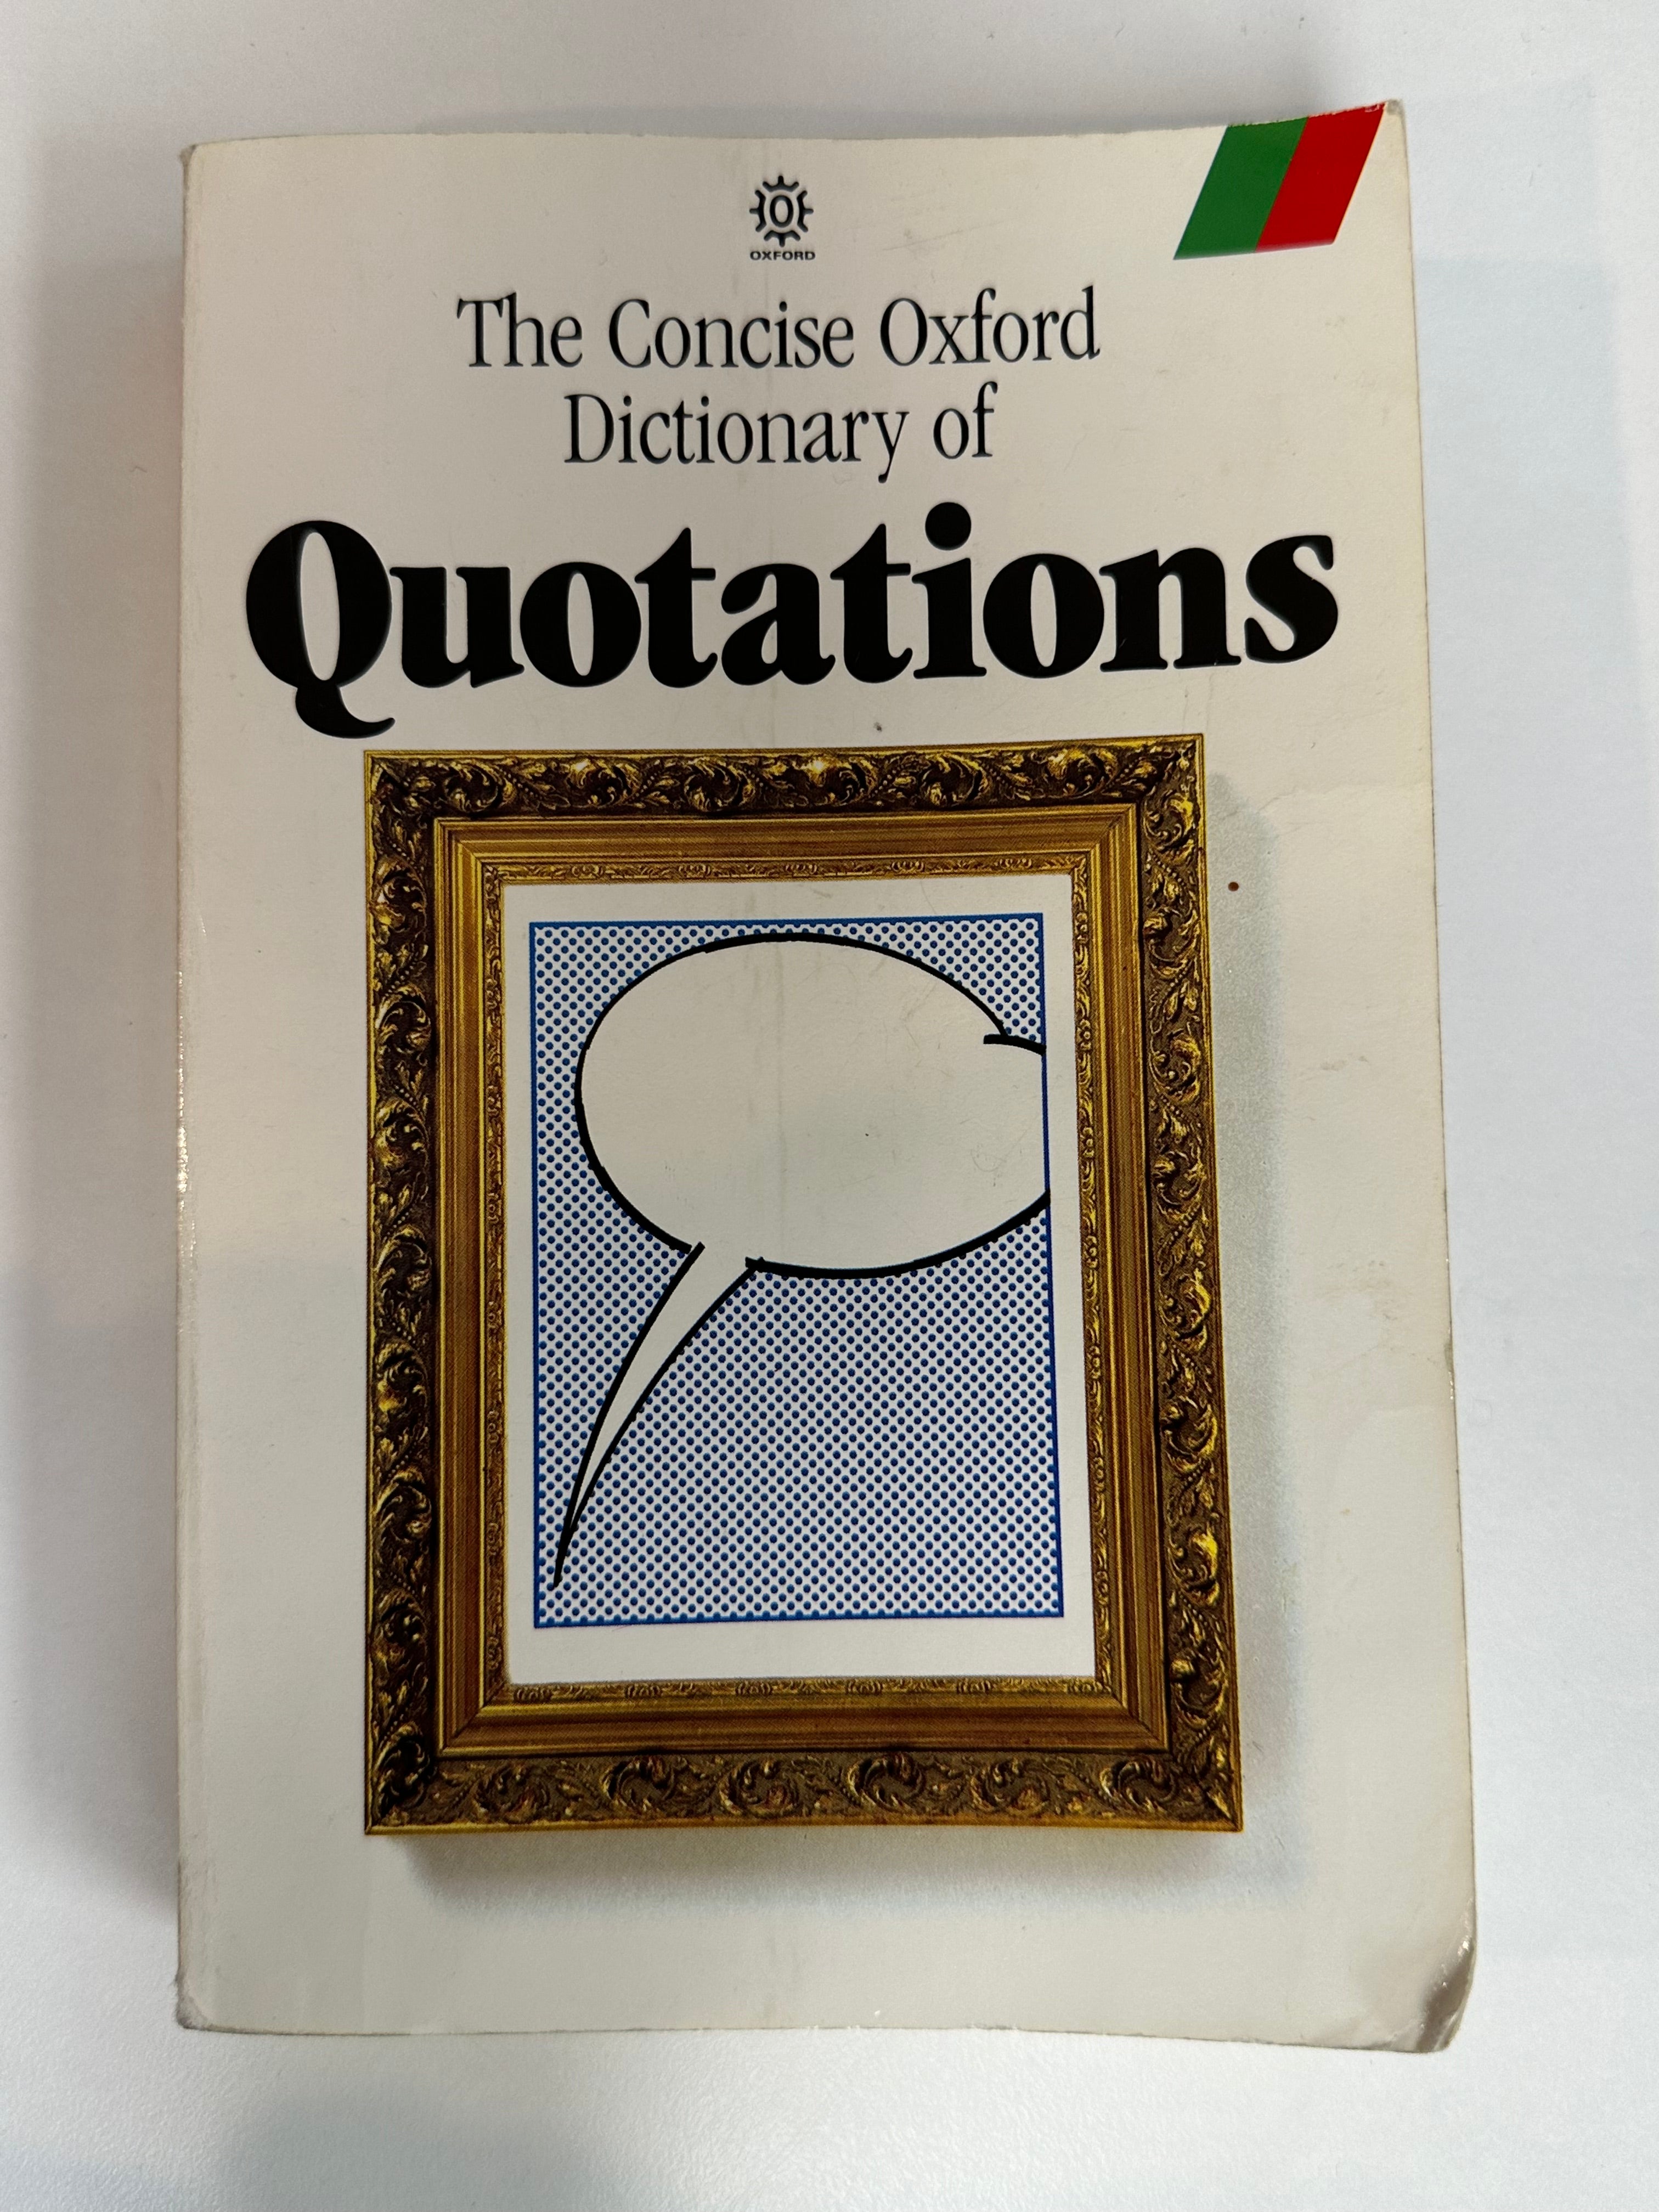 OXFORD
The Concise Oxford
Dictionary of
Quotations